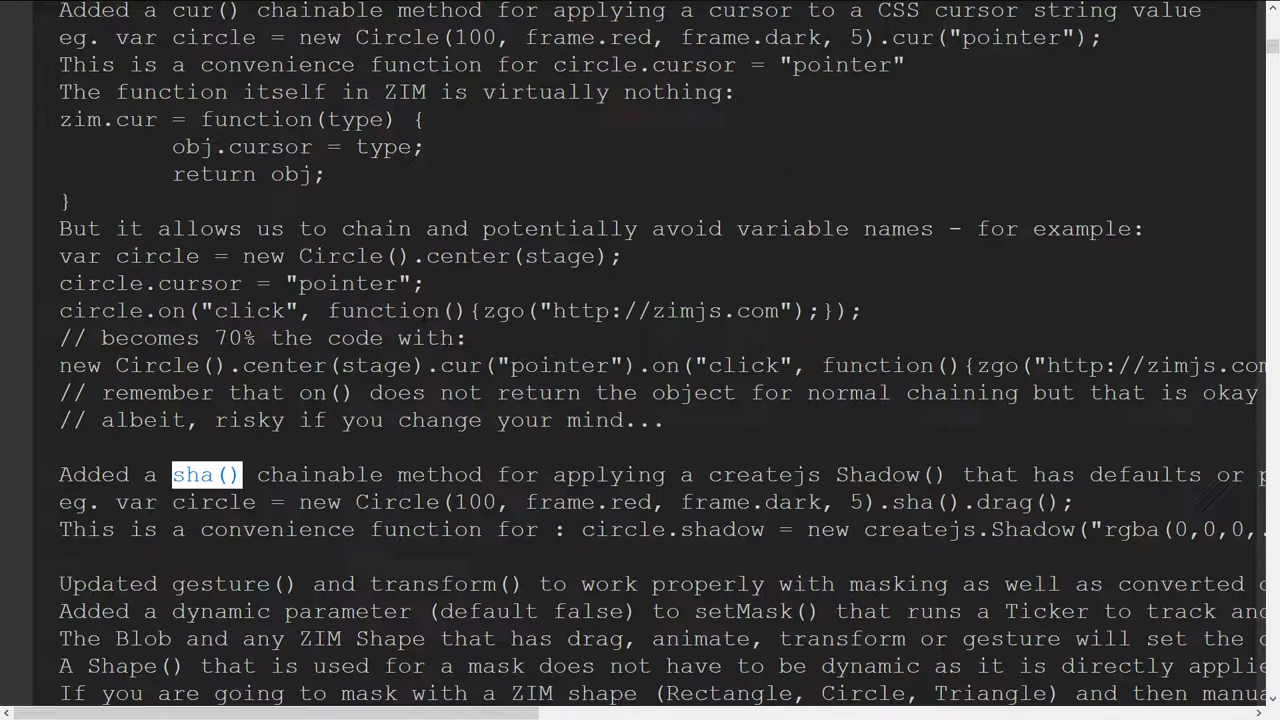 Added a cur() chainable method for applying a cursor to a CSS cursor string value
eg. var circle = new Circle(100, frame.red, frame.dark, 5).cur("pointer");
This is a convenience function for circle.cursor = "pointer"
The function itself in ZIM is virtually nothing:
zim.cur = function(type) {
obj.cursor = type;
return obj;
}
But it allows us to chain and potentially avoid variable names - for example:
var circle = new Circle().center(stage);
circle.cursor = "pointer";
circle.on("click", function(){zgo("http://zimjs.com");});
// becomes 70% the code with:
new Circle().center(stage).cur("pointer").on("click", function(){zgo("http://zimjs.com
// remember that on() does not return the object for normal chaining but that is okay
// albeit, risky if you change your mind...
Added a sha() chainable method for applying a createjs Shadow() that has defaults or
eg. var circle = new Circle(100, frame.red, frame.dark, 5).sha().drag();
This is a convenience function for : circle.shadow = new createjs.Shadow("rgba(0,0,0,.
Updated gesture() and transform() to work properly with masking as well as converted
Added a dynamic parameter (default false) to setMask() that runs a Ticker to track and
The Blob and any ZIM Shape that has drag, animate, transform or gesture will set the
A Shape() that is used for a mask does not have to be dynamic as it is directly applie
If you are going to mask with a ZIM shape (Rectangle, Circle, Triangle) and then manua